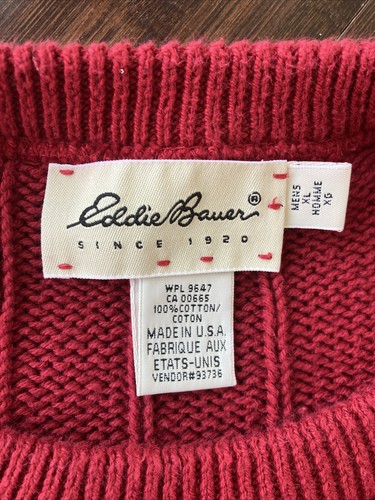 Eddie Bauer®
SINCE 1920
MENS
XL
HOMME
XG
WPL 9647
CA 00665
100%COTTON/
COTON
MADE IN U.S.A.
FABRIQUE AUX
ETATS-UNIS
VENDOR#93736